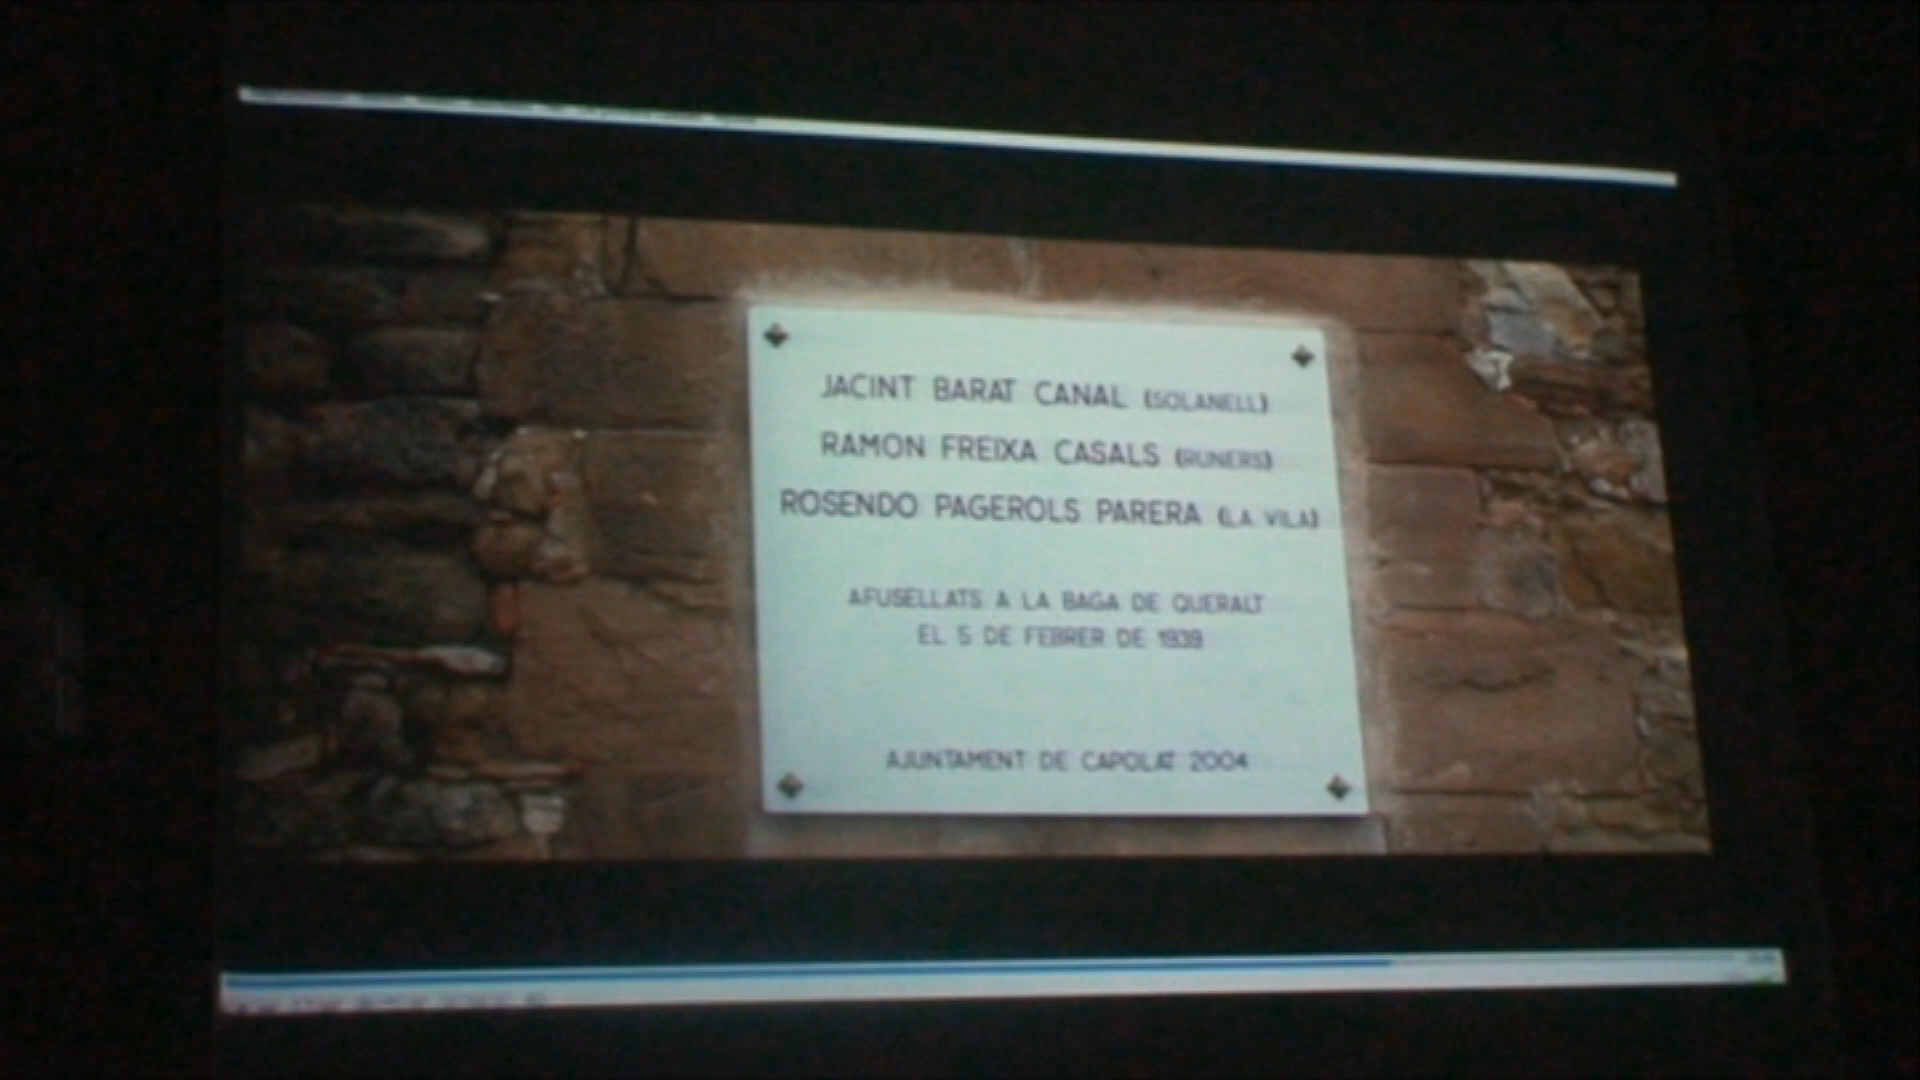 JACINT BARAT CANAL (SOLANELL)
RAMON FREIXA CASALS (RUNERS)
ROSENDO PAGEROLS PARERA (LA VILA)
AFUSELLATS A LA BAGA DE QUERALT
EL 5 DE FEBRER DE 1939
AJUNTAMENT DE CAPOLAT 2004